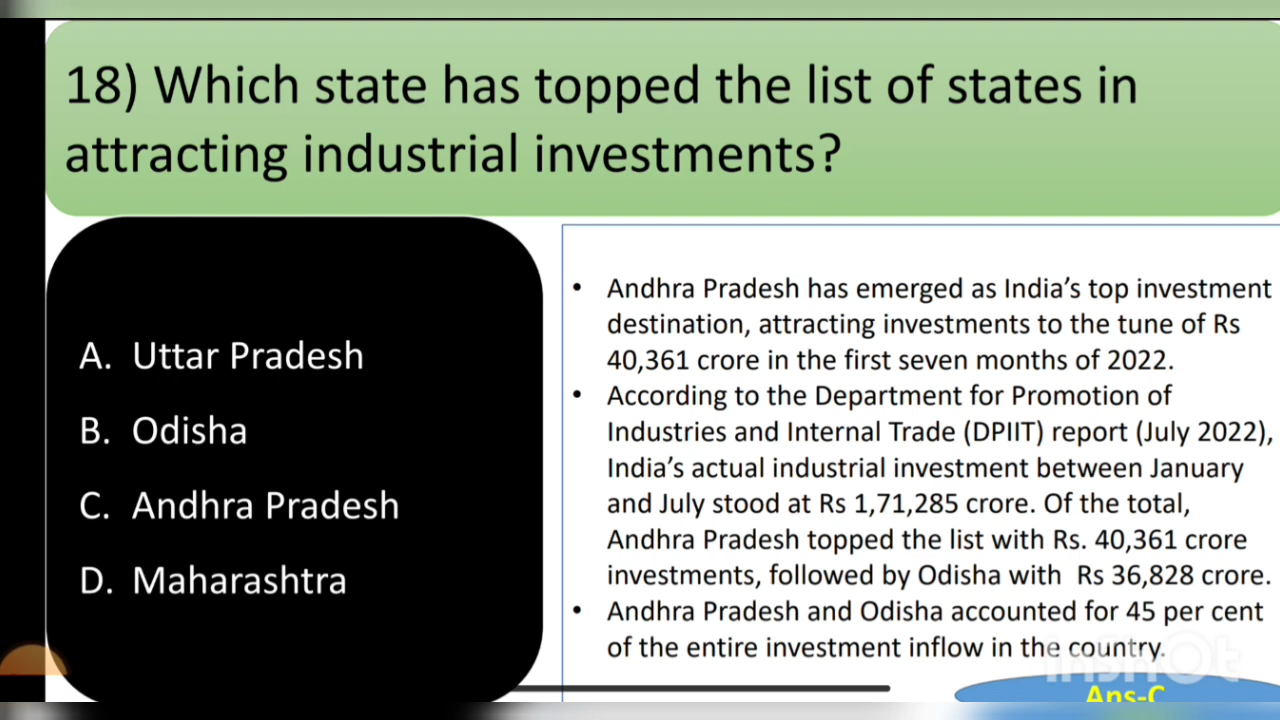 18) Which state has topped the list of states in
attracting industrial investments?
A. Uttar Pradesh
B. Odisha
C. Andhra Pradesh
D. Maharashtra
• Andhra Pradesh has emerged as India’s top investment
destination, attracting investments to the tune of Rs
40,361 crore in the first seven months of 2022.
• According to the Department for Promotion of
Industries and Internal Trade (DPIIT) report (July 2022),
India’s actual industrial investment between January
and July stood at Rs 1,71,285 crore. Of the total,
Andhra Pradesh topped the list with Rs. 40,361 crore
investments, followed by Odisha with Rs 36,828 crore.
• Andhra Pradesh and Odisha accounted for 45 per cent
of the entire investment inflow in the country.
InShOt
Ans-C